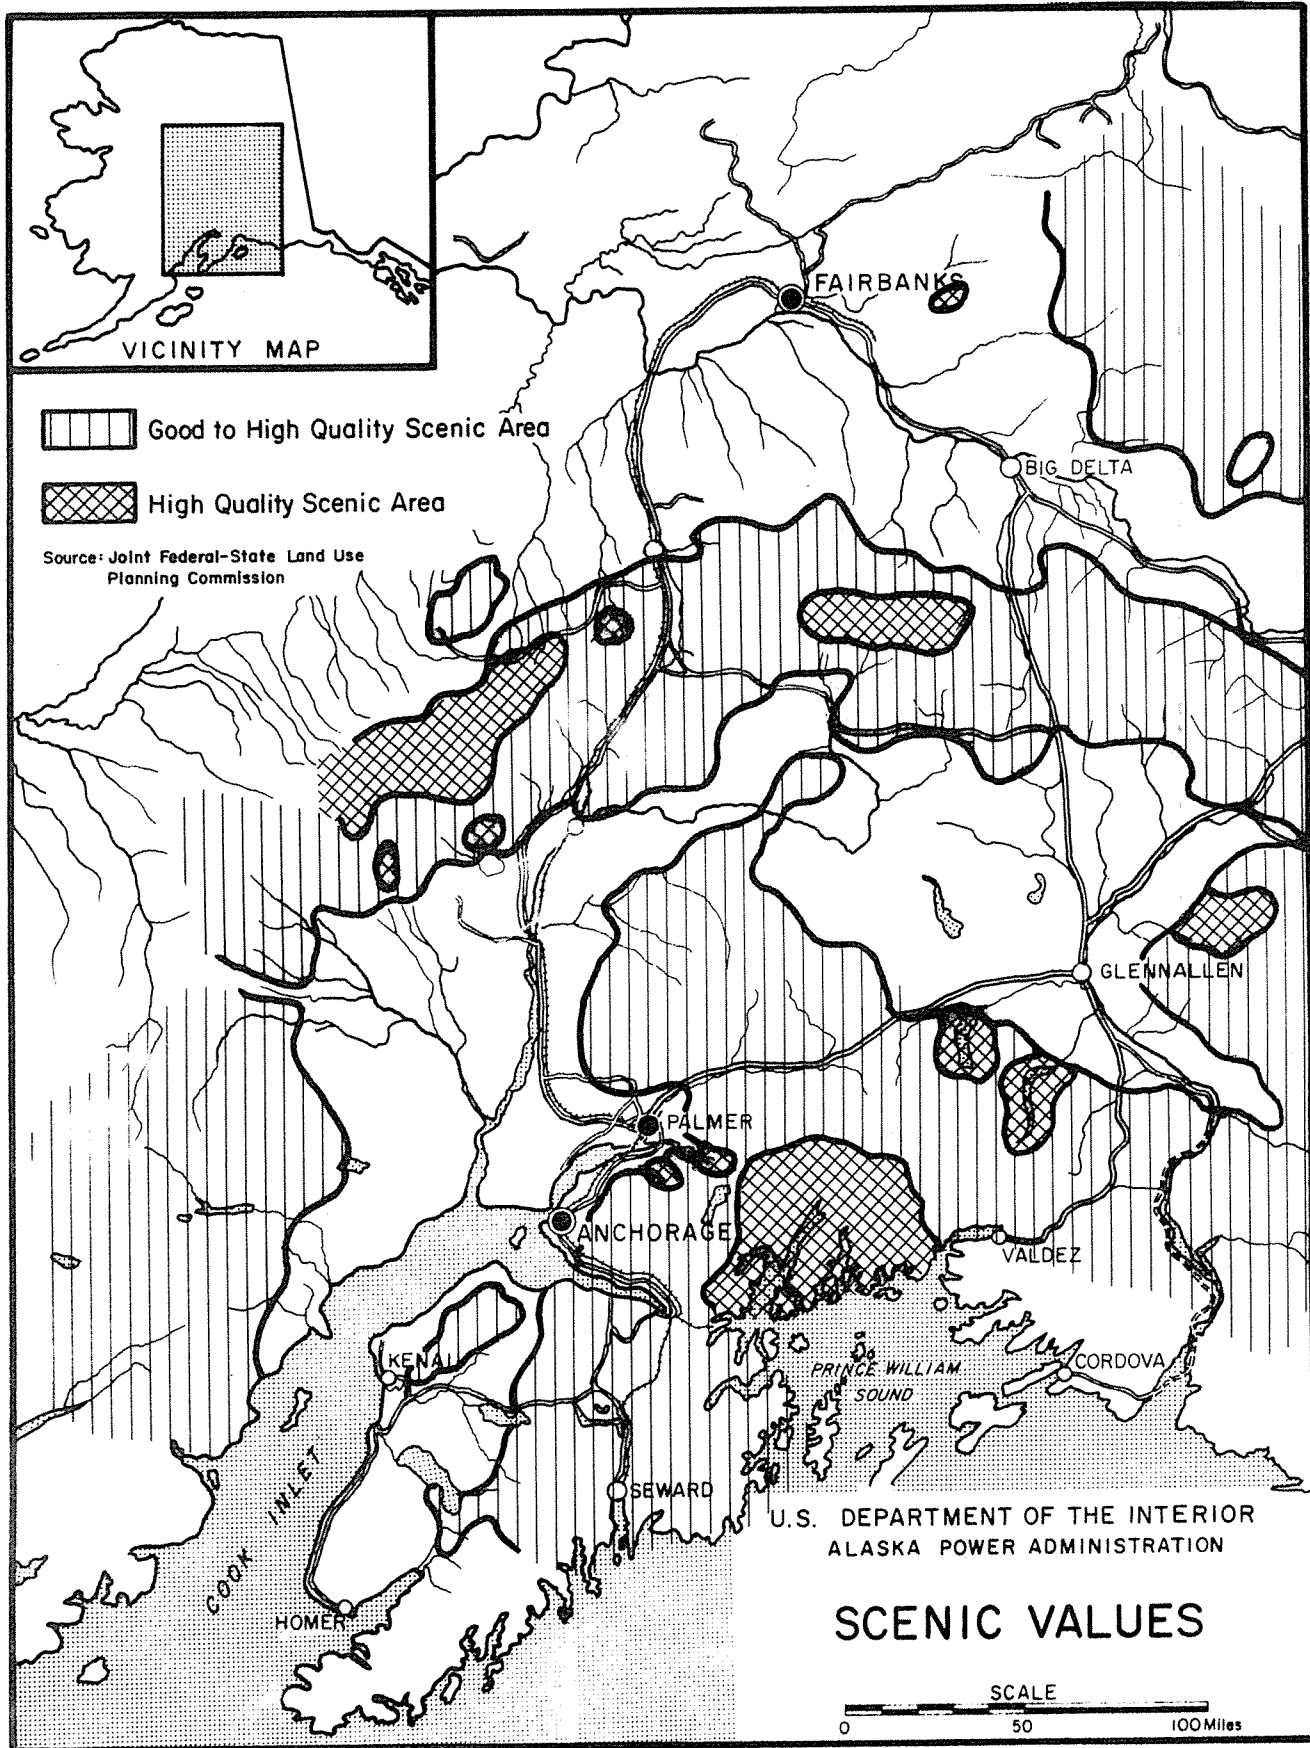 VICINITY MAP
Good to High Quality Scenic Area
High Quality Scenic Area
Source: Joint Federal-State Land Use
Planning Commission
FAIRBANKS
BIG DELTA
GLENNALLEN
PALMER
ANCHORAGE
VALDEZ
KENAI
PRINCE WILLIAM
SOUND
CORDOVA
COOK INLET
SEWARD
HOMER
U.S. DEPARTMENT OF THE INTERIOR
ALASKA POWER ADMINISTRATION
SCENIC VALUES
SCALE
0 50 100 Miles